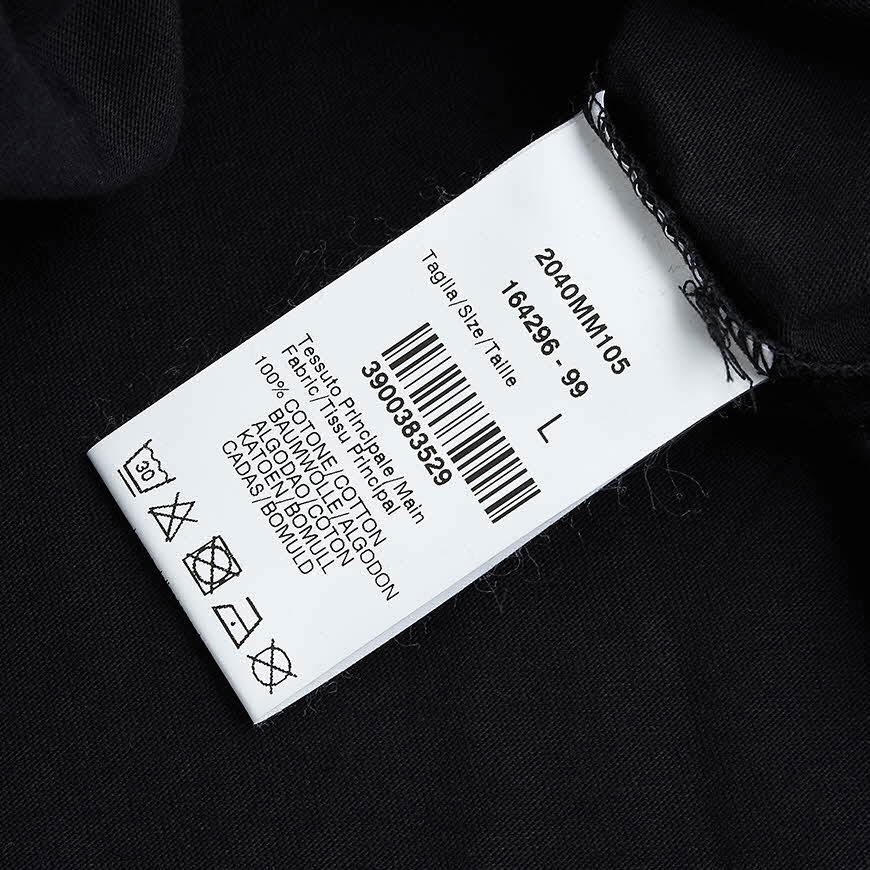 2040MM105
164296 - 99
Taglia/Size/Taille
L
3900383529
Tessuto Principale/Main
Fabric/Tissu Principal
100% COTONE/COTTON
BAUMWOLLE/ALGODON
ALGODAO/COTON
KATOEN/BOMULL
CADAS/BOMULD
30